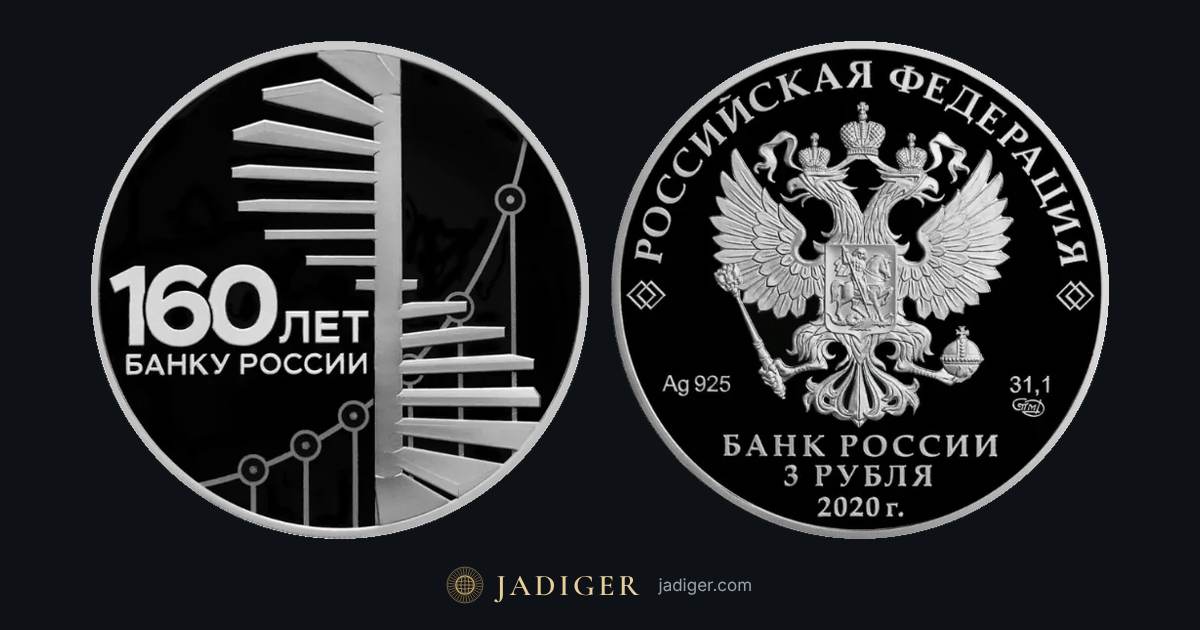 160 ЛЕТ
БАНКУ РОССИИ
РОССИЙСКАЯ ФЕДЕРАЦИЯ
Ag 925
31,1
БАНК РОССИИ
3 РУБЛЯ
2020 г.
JADIGER jadiger.com